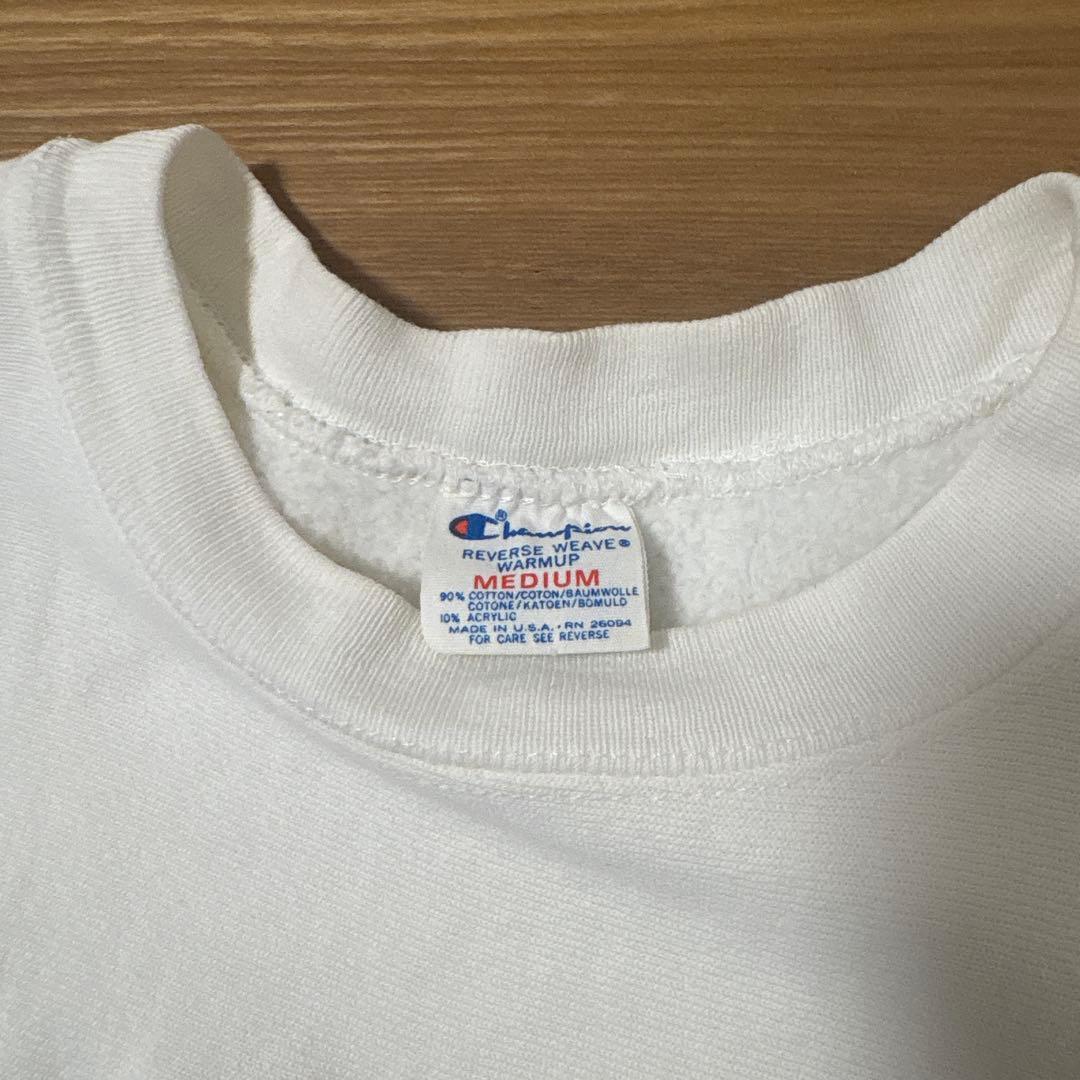 Champion®
REVERSE WEAVE®
WARMUP
MEDIUM
90% COTTON/COTON/BAUMWOLLE
COTONE/KATOEN/BOMULD
10% ACRYLIC
MADE IN U.S.A. · RN 26094
FOR CARE SEE REVERSE